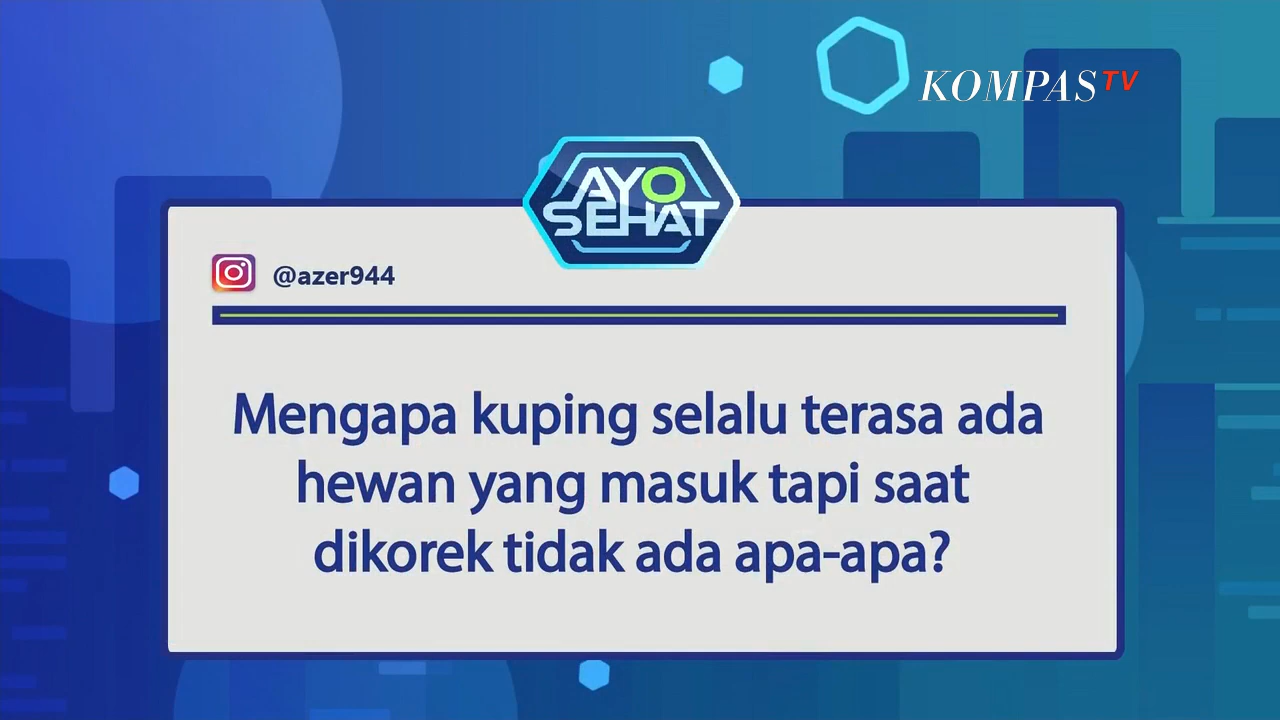 KOMPAS TV
AYO
SEHAT
@azer944
Mengapa kuping selalu terasa ada
hewan yang masuk tapi saat
dikorek tidak ada apa-apa?